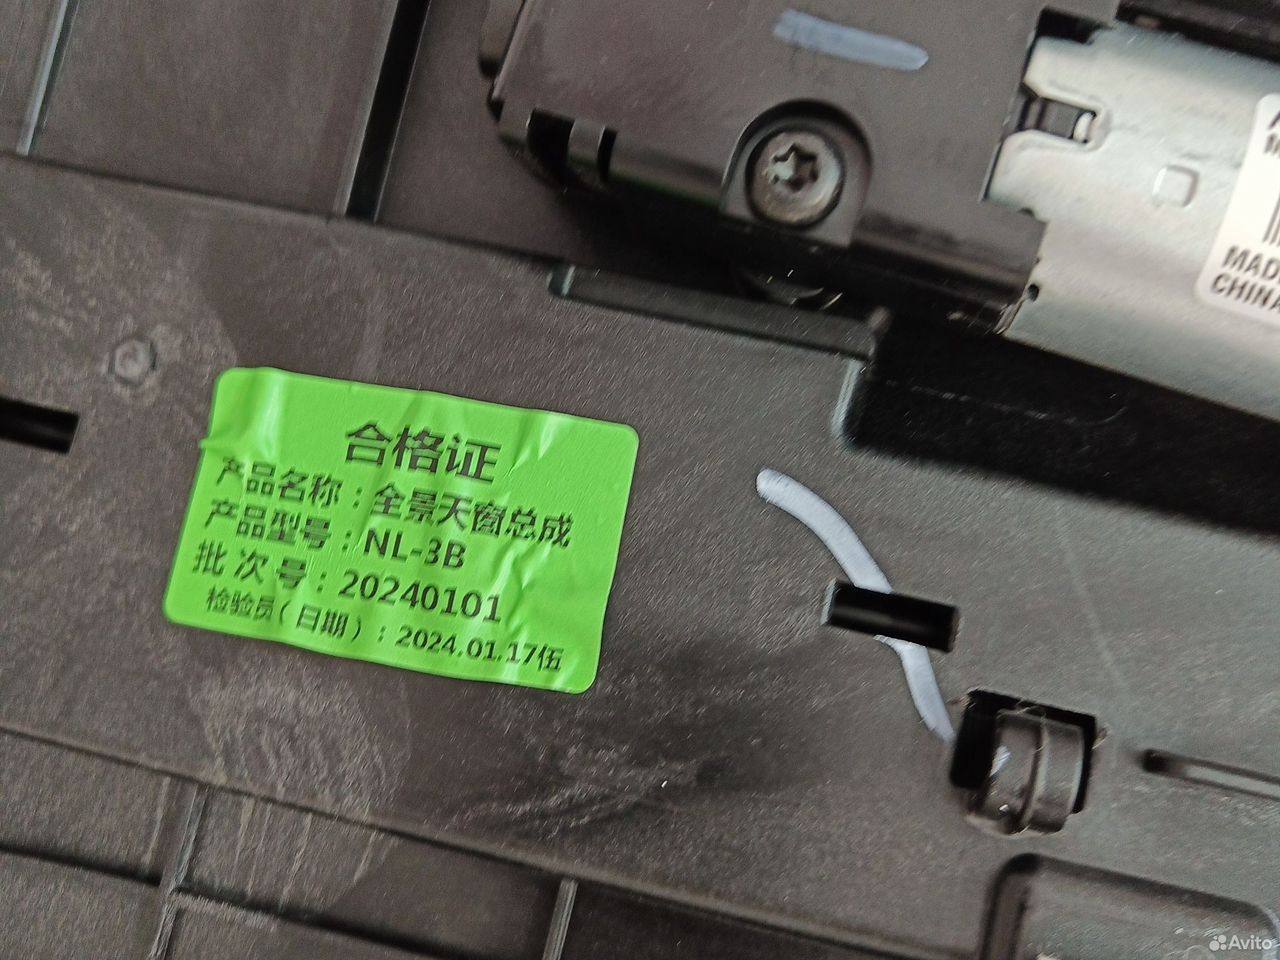 MAD
CHINA
合格证
产品名称：全景天窗总成
产品型号：NL-3B
批次号：20240101
检验员（日期）：2024.01.17伍
Avito